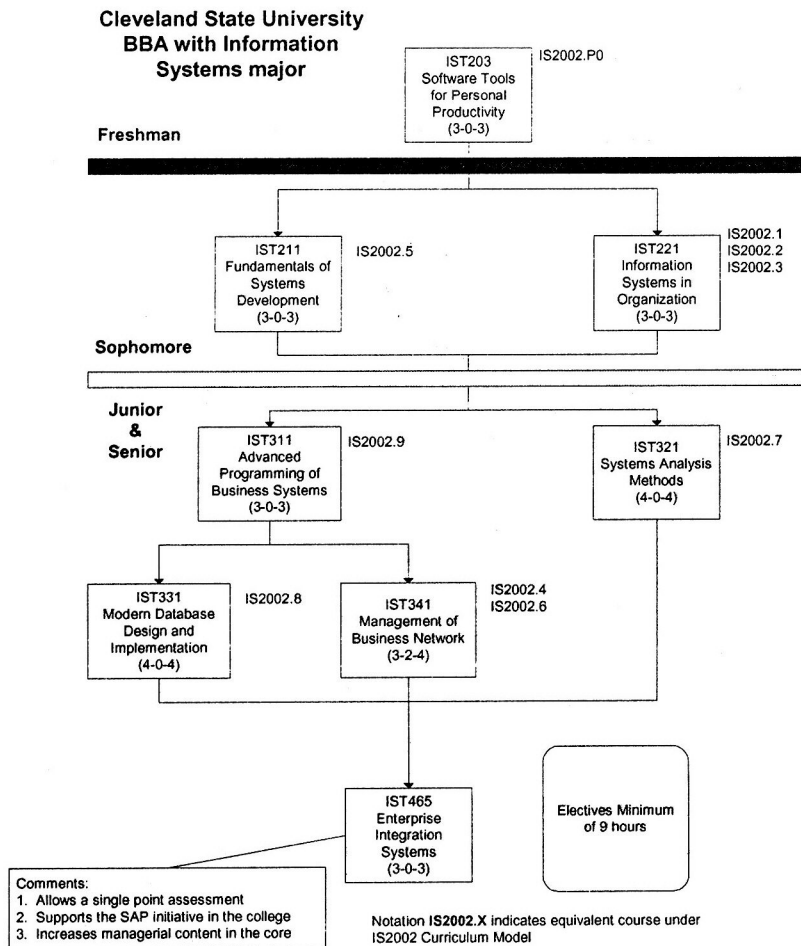 Cleveland State University
BBA with Information
Systems major
IST203
Software Tools
for Personal
Productivity
(3-0-3)
IS2002.P0
Freshman
IST211
Fundamentals of
Systems
Development
(3-0-3)
IS2002.5
IST221
Information
Systems in
Organization
(3-0-3)
IS2002.1
IS2002.2
IS2002.3
Sophomore
Junior
&
Senior
IST311
Advanced
Programming of
Business Systems
(3-0-3)
IS2002.9
IST321
Systems Analysis
Methods
(4-0-4)
IS2002.7
IST331
Modern Database
Design and
Implementation
(4-0-4)
IS2002.8
IST341
Management of
Business Network
(3-2-4)
IS2002.4
IS2002.6
IST465
Enterprise
Integration
Systems
(3-0-3)
Electives Minimum
of 9 hours
Comments:
1. Allows a single point assessment
2. Supports the SAP initiative in the college
3. Increases managerial content in the core
Notation IS2002.X indicates equivalent course under
IS2002 Curriculum Model